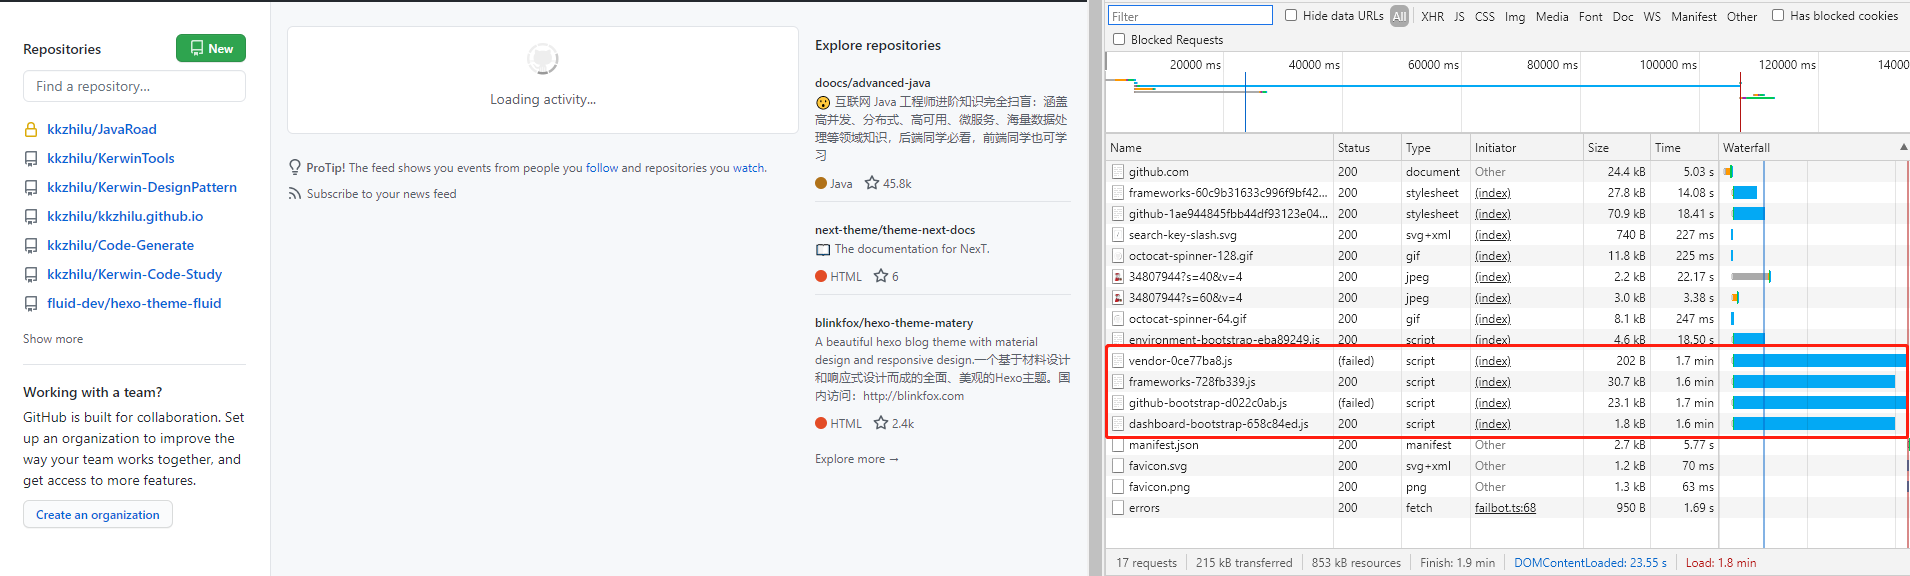 Repositories
New
Find a repository...
kkzhilu/JavaRoad
kkzhilu/KerwinTools
kkzhilu/Kerwin-DesignPattern
kkzhilu/kkzhilu.github.io
kkzhilu/Code-Generate
kkzhilu/Kerwin-Code-Study
fluid-dev/hexo-theme-fluid
Show more
Working with a team?
GitHub is built for collaboration. Set
up an organization to improve the
way your team works together, and
get access to more features.
Create an organization
Loading activity...
ProTip! The feed shows you events from people you follow and repositories you watch.
Subscribe to your news feed
Explore repositories
doocs/advanced-java
😮 互联网 Java 工程师进阶知识完全扫盲：涵盖
高并发、分布式、高可用、微服务、海量数据处
理等领域知识，后端同学必看，前端同学也可学
习
Java 45.8k
next-theme/theme-next-docs
The documentation for NexT.
HTML 6
blinkfox/hexo-theme-matery
A beautiful hexo blog theme with material
design and responsive design.一个基于材料设计
和响应式设计而成的全面、美观的Hexo主题。国
内访问：http://blinkfox.com
HTML 2.4k
Explore more →
Filter Hide data URLs All XHR JS CSS Img Media Font Doc WS Manifest Other Has blocked cookies
Blocked Requests
20000 ms 40000 ms 60000 ms 80000 ms 100000 ms 120000 ms 14000
Name Status Type Initiator Size Time Waterfall
github.com 200 document Other 24.4 kB 5.03 s
frameworks-60c9b31633c996f9bf42... 200 stylesheet (index) 27.8 kB 14.08 s
github-1ae944845fbb44df93123e04... 200 stylesheet (index) 70.9 kB 18.41 s
search-key-slash.svg 200 svg+xml (index) 740 B 227 ms
octocat-spinner-128.gif 200 gif (index) 11.8 kB 225 ms
34807944?s=40&v=4 200 jpeg (index) 2.2 kB 22.17 s
34807944?s=60&v=4 200 jpeg (index) 3.0 kB 3.38 s
octocat-spinner-64.gif 200 gif (index) 8.1 kB 247 ms
environment-bootstrap-eba89249.js 200 script (index) 4.6 kB 18.50 s
vendor-0ce77ba8.js (failed) script (index) 202 B 1.7 min
frameworks-728fb339.js 200 script (index) 30.7 kB 1.6 min
github-bootstrap-d022c0ab.js (failed) script (index) 23.1 kB 1.7 min
dashboard-bootstrap-658c84ed.js 200 script (index) 1.8 kB 1.6 min
manifest.json 200 manifest Other 2.7 kB 5.77 s
favicon.svg 200 svg+xml Other 1.2 kB 70 ms
favicon.png 200 png Other 1.3 kB 63 ms
errors 200 fetch failbot.ts:68 950 B 1.69 s
17 requests 215 kB transferred 853 kB resources Finish: 1.9 min DOMContentLoaded: 23.55 s Load: 1.8 min